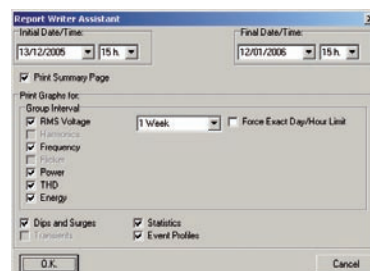 Report Writer Assistant
Initial Date/Time:
Final Date/Time:
13/12/2005 15 h.
12/01/2006 15 h.
Print Summary Page
Print Graphs for:
Group Interval
RMS Voltage
1 Week
Force Exact Day/Hour Limit
Harmonics
Frequency
Flicker
Power
THD
Energy
Dips and Surges
Statistics
Transients
Event Profiles
O.K.
Cancel